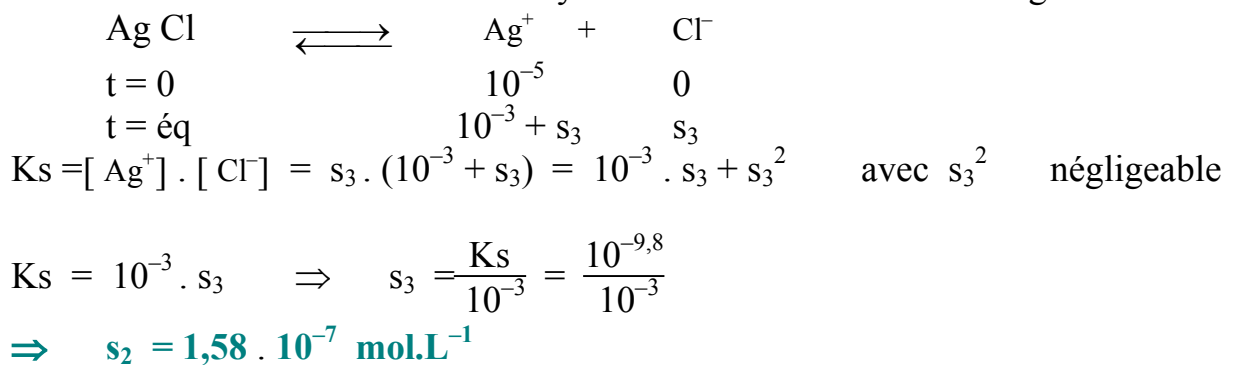 Ag Cl ⇌ Ag⁺ + Cl⁻
t = 0 10⁻⁵ 0
t = éq 10⁻³ + s₃ s₃
Ks =[ Ag⁺] . [ Cl⁻] = s₃ . (10⁻³ + s₃) = 10⁻³ . s₃ + s₃² avec s₃² négligeable
Ks = 10⁻³ . s₃ ⇒ s₃ = Ks / 10⁻³ = 10⁻⁹,⁸ / 10⁻³
⇒ s₂ = 1,58 . 10⁻⁷ mol.L⁻¹